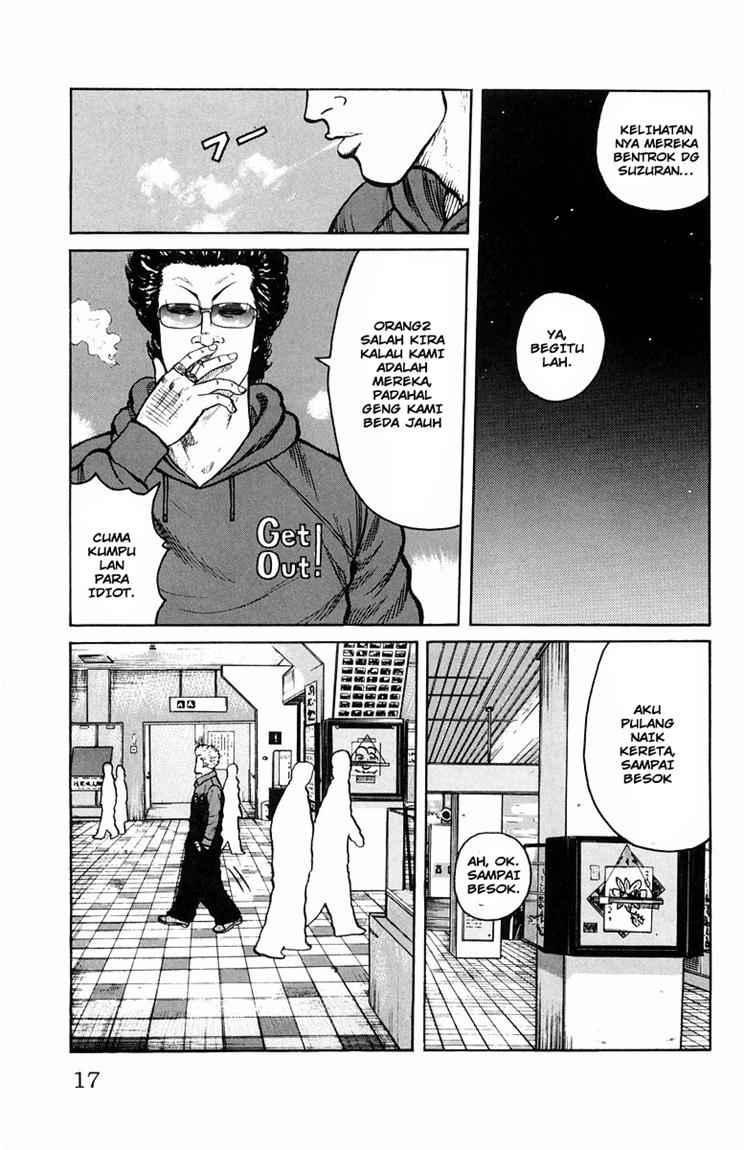 KELIHATAN
NYA MEREKA
BENTROK DG
SUZURAN...
YA,
BEGITU
LAH.
フー
ORANG2
SALAH KIRA
KALAU KAMI
ADALAH
MEREKA,
PADAHAL
GENG KAMI
BEDA JAUH
Get
Out!
CUMA
KUMPU
LAN
PARA
IDIOT.
AKU
PULANG
NAIK
KERETA,
SAMPAI
BESOK
AH, OK.
SAMPAI
BESOK.
17